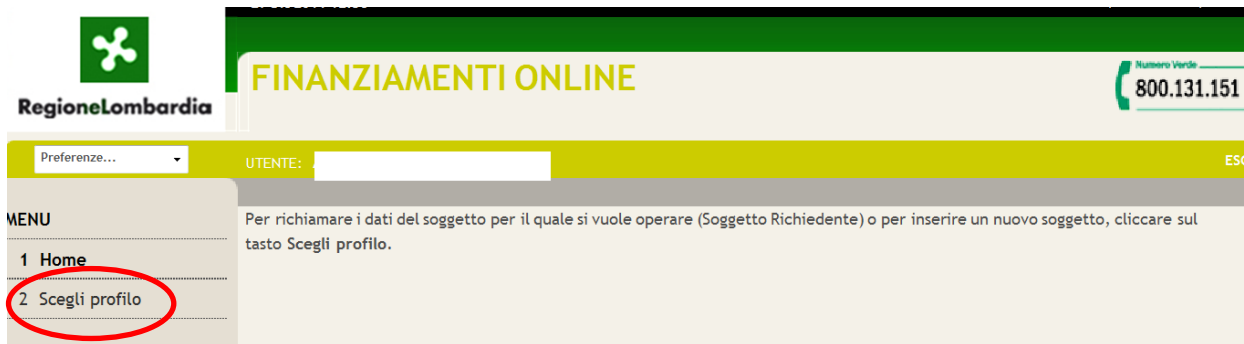 RegioneLombardia
FINANZIAMENTI ONLINE
Numero Verde
800.131.151
Preferenze...
UTENTE:
MENU
Per richiamare i dati del soggetto per il quale si vuole operare (Soggetto Richiedente) o per inserire un nuovo soggetto, cliccare sul
tasto Scegli profilo.
1 Home
2 Scegli profilo